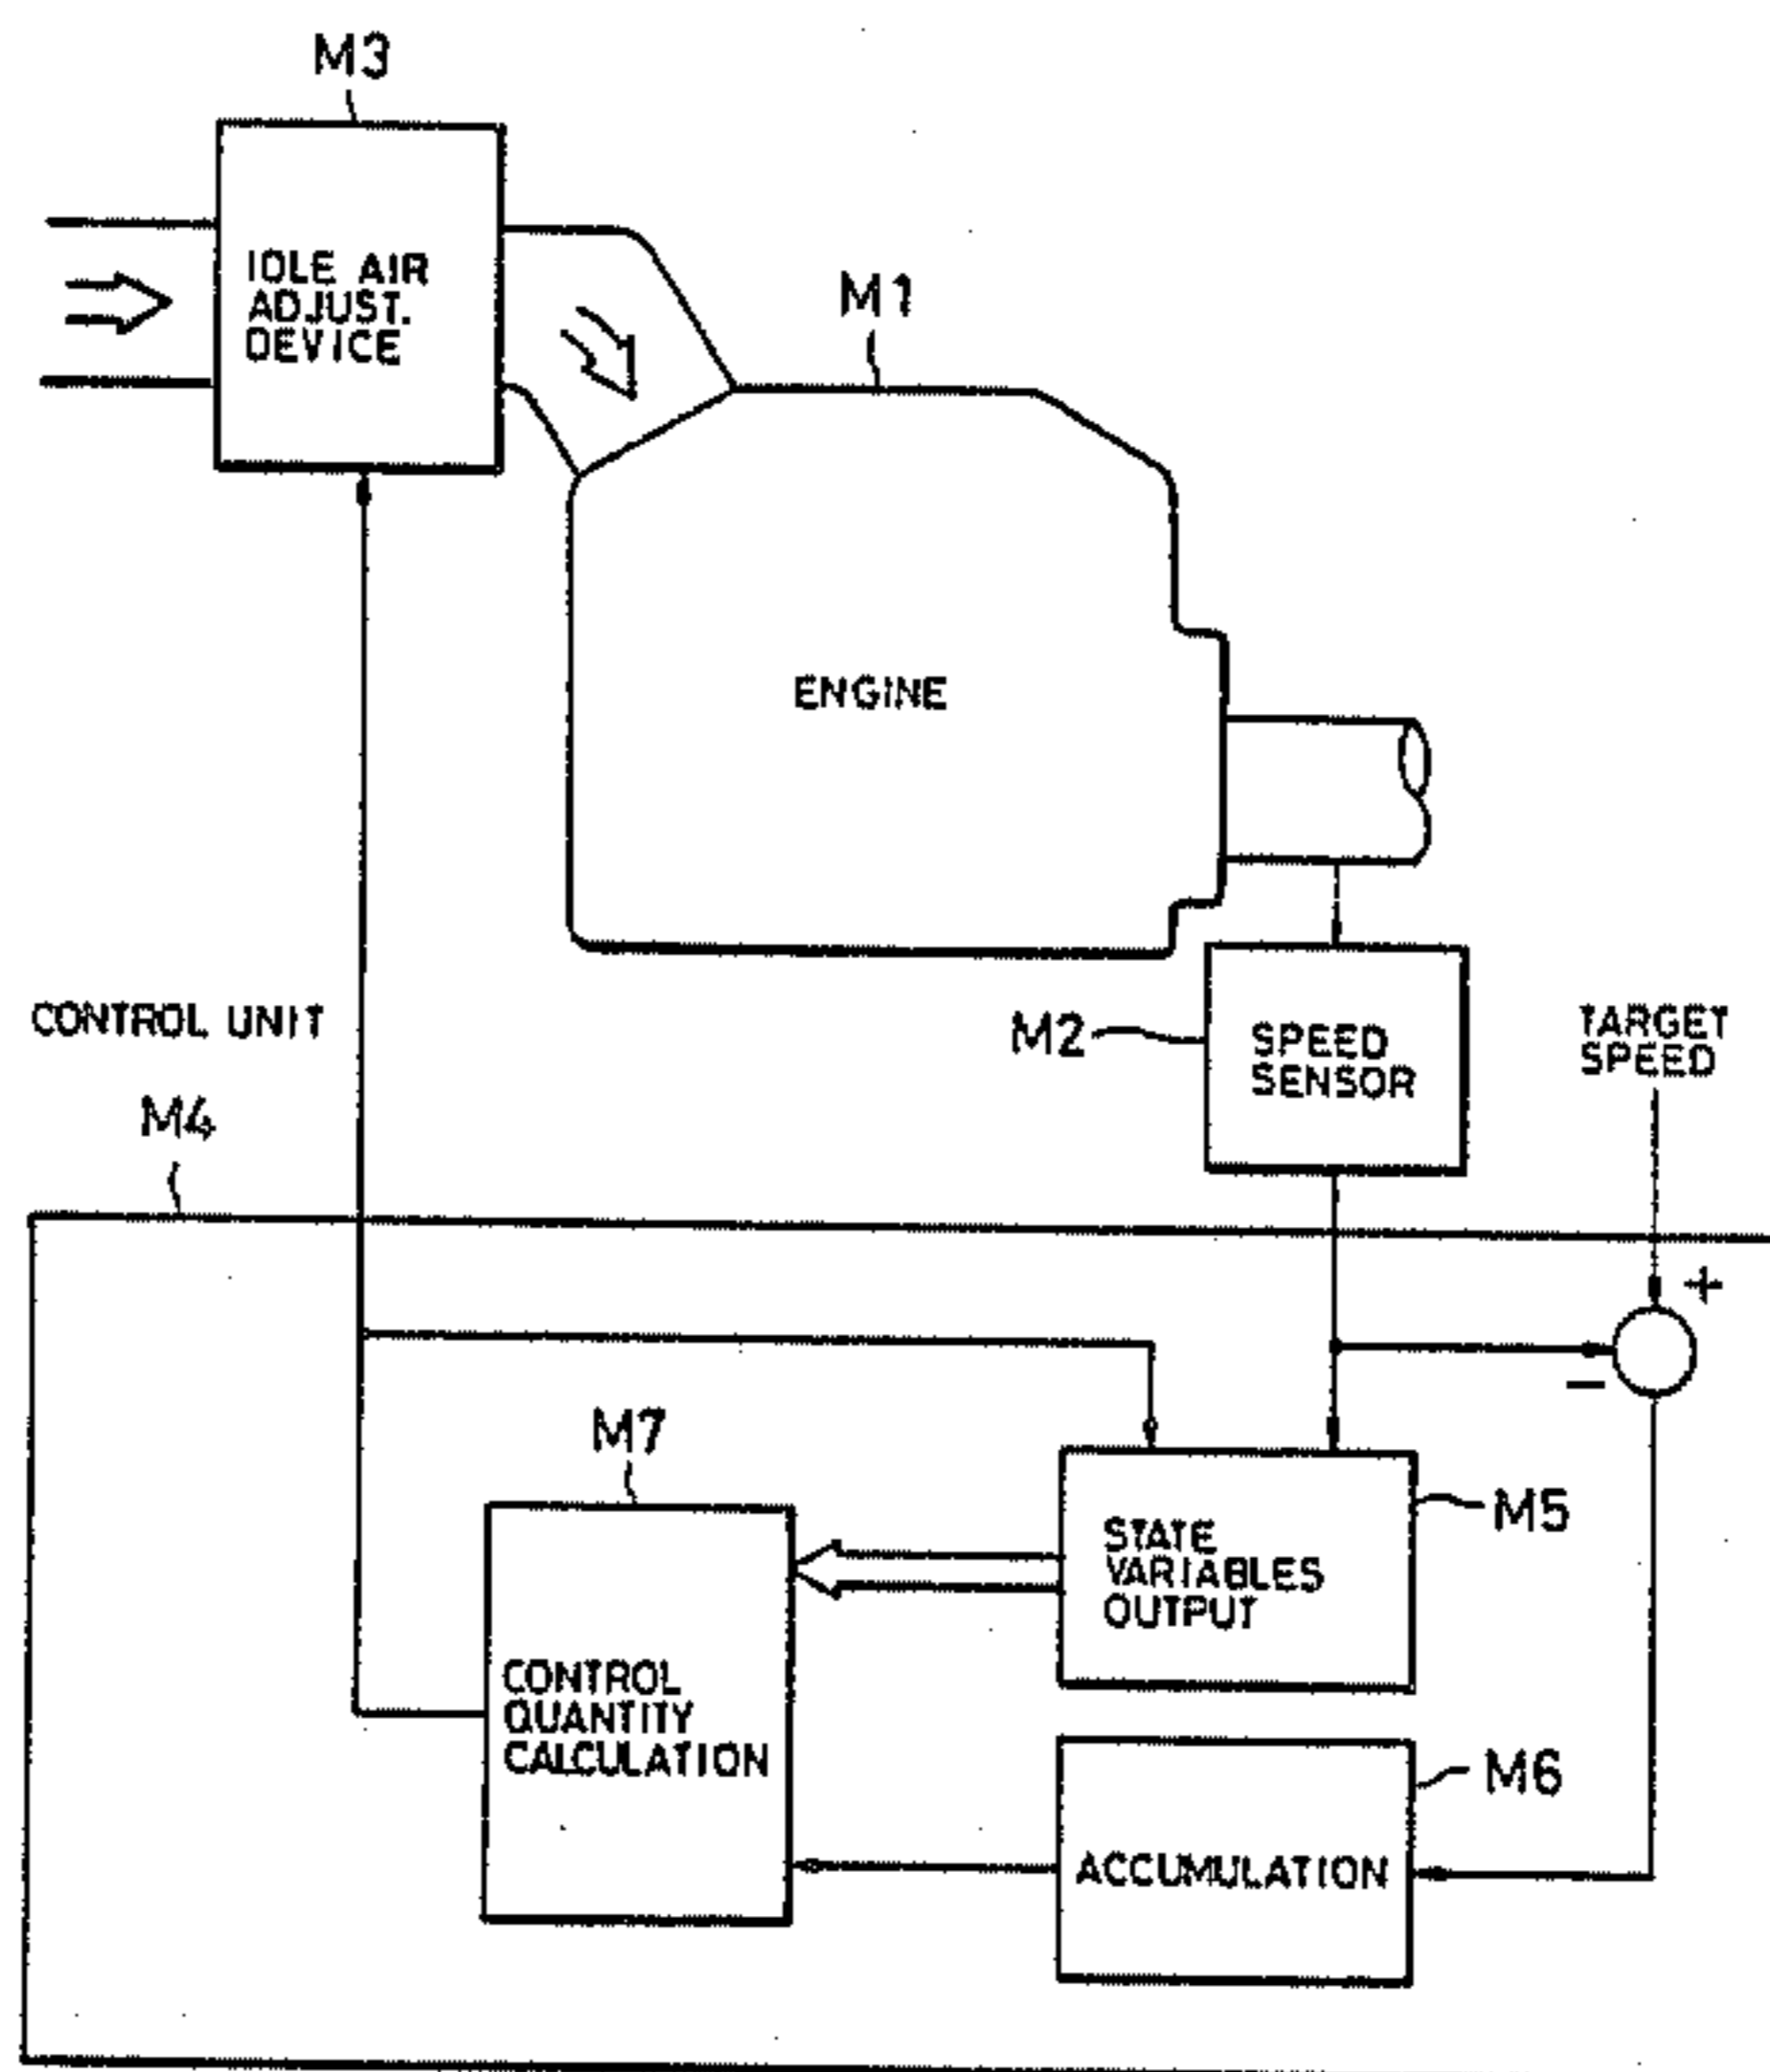 M3
IDLE AIR
ADJUST.
DEVICE
M1
ENGINE
CONTROL UNIT
M4
M2
SPEED
SENSOR
TARGET
SPEED
+
−
M7
M5
STATE
VARIABLES
OUTPUT
CONTROL
QUANTITY
CALCULATION
M6
ACCUMULATION